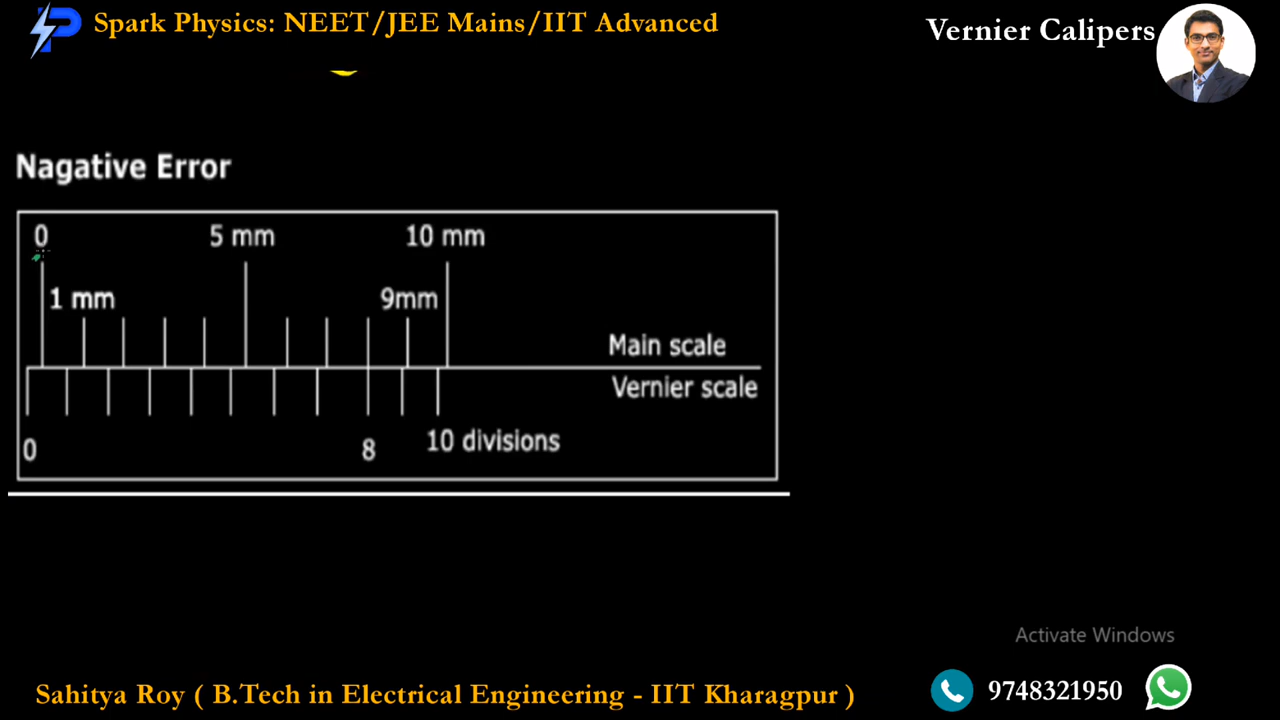 Spark Physics: NEET/JEE Mains/IIT Advanced
Vernier Calipers
Nagative Error
0 5 mm 10 mm
1 mm 9mm
Main scale
Vernier scale
0 8 10 divisions
Activate Windows
Sahitya Roy ( B.Tech in Electrical Engineering - IIT Kharagpur )
9748321950